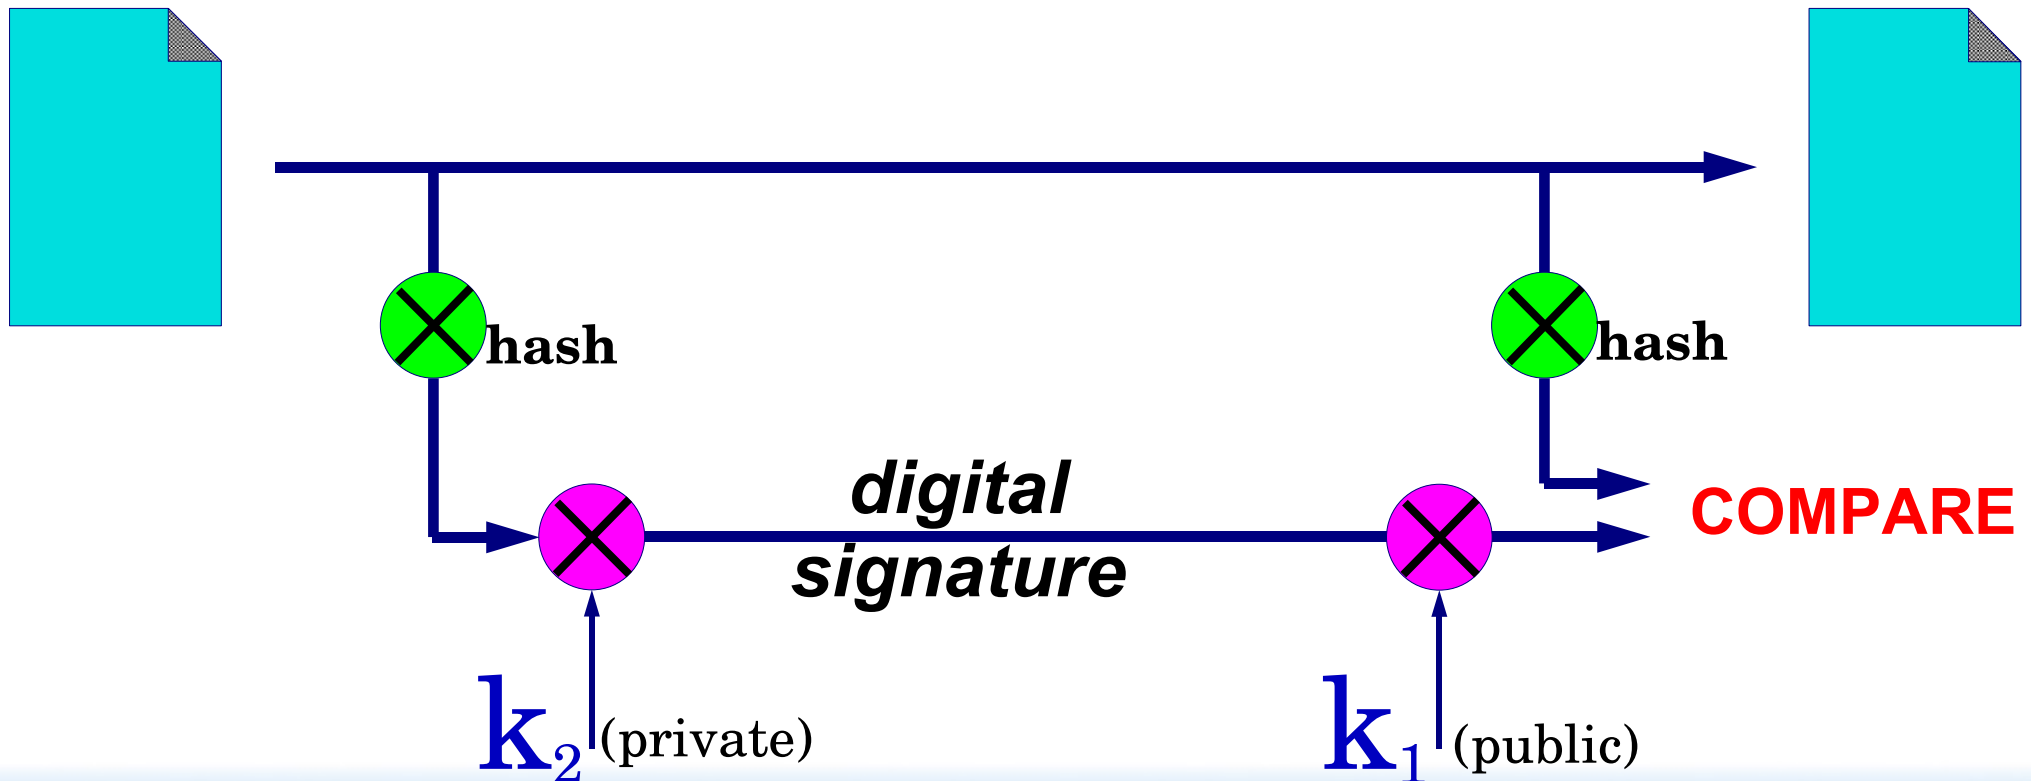 hash
hash
digital
signature
COMPARE
k2 (private)
k1 (public)